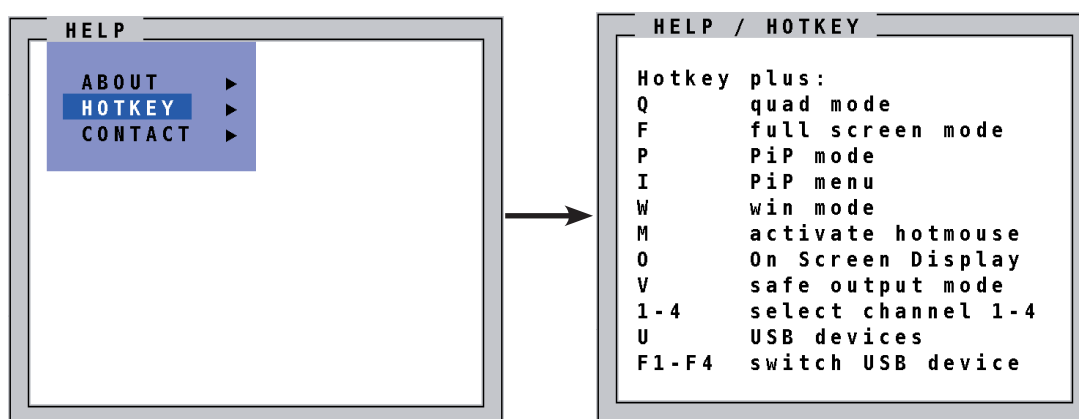 HELP
ABOUT ▶
HOTKEY ▶
CONTACT ▶
HELP / HOTKEY
Hotkey plus:
Q quad mode
F full screen mode
P PiP mode
I PiP menu
W win mode
M activate hotmouse
O On Screen Display
V safe output mode
1-4 select channel 1-4
U USB devices
F1-F4 switch USB device